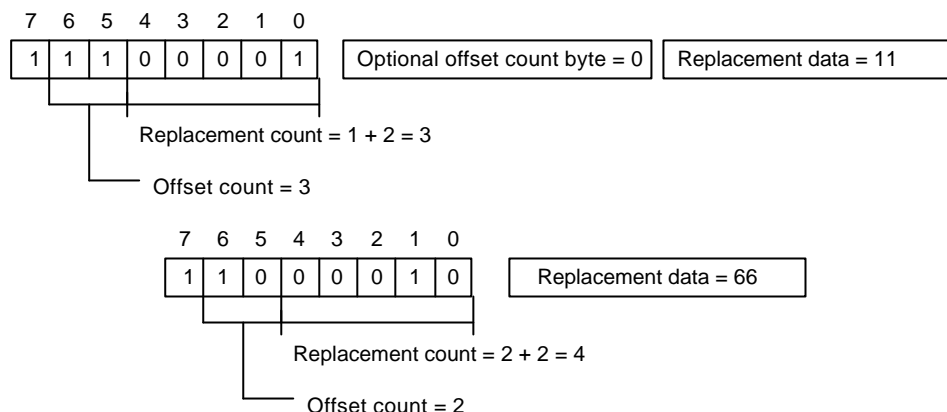 7 6 5 4 3 2 1 0
1 1 1 0 0 0 0 1 Optional offset count byte = 0 Replacement data = 11
Replacement count = 1 + 2 = 3
Offset count = 3
7 6 5 4 3 2 1 0
1 1 0 0 0 0 1 0 Replacement data = 66
Replacement count = 2 + 2 = 4
Offset count = 2